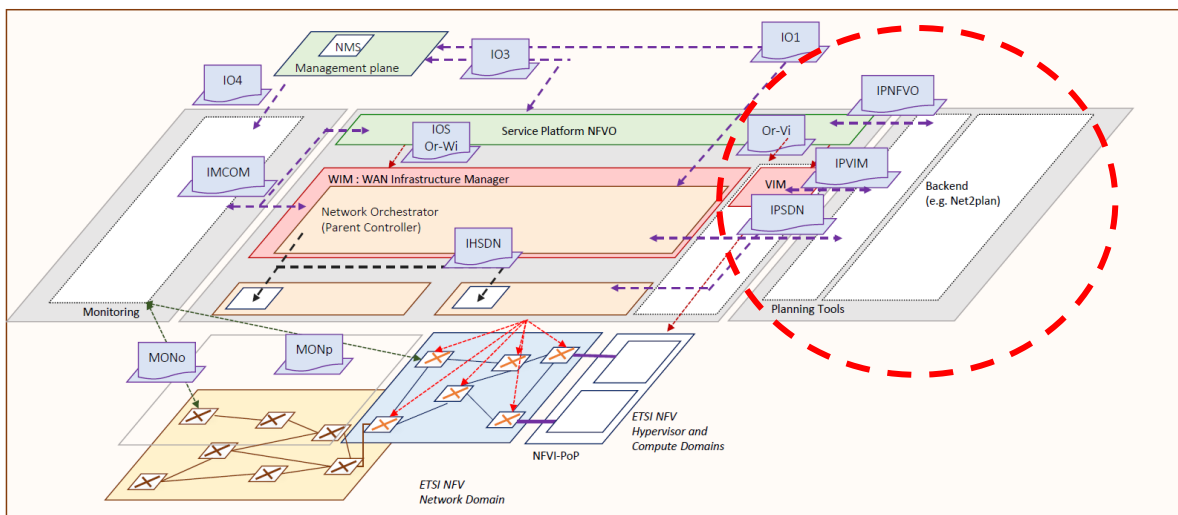 NMS
Management plane
IO3
IO1
IO4
IPNFVO
Service Platform NFVO
IOS
Or-Wi
Or-Vi
IMCOM
WIM : WAN Infrastructure Manager
VIM
IPVIM
Network Orchestrator
(Parent Controller)
IPSDN
Backend
(e.g. Net2plan)
IHSDN
Monitoring
Planning Tools
MONo
MONp
NFVI-PoP
ETSI NFV
Hypervisor and
Compute Domains
ETSI NFV
Network Domain